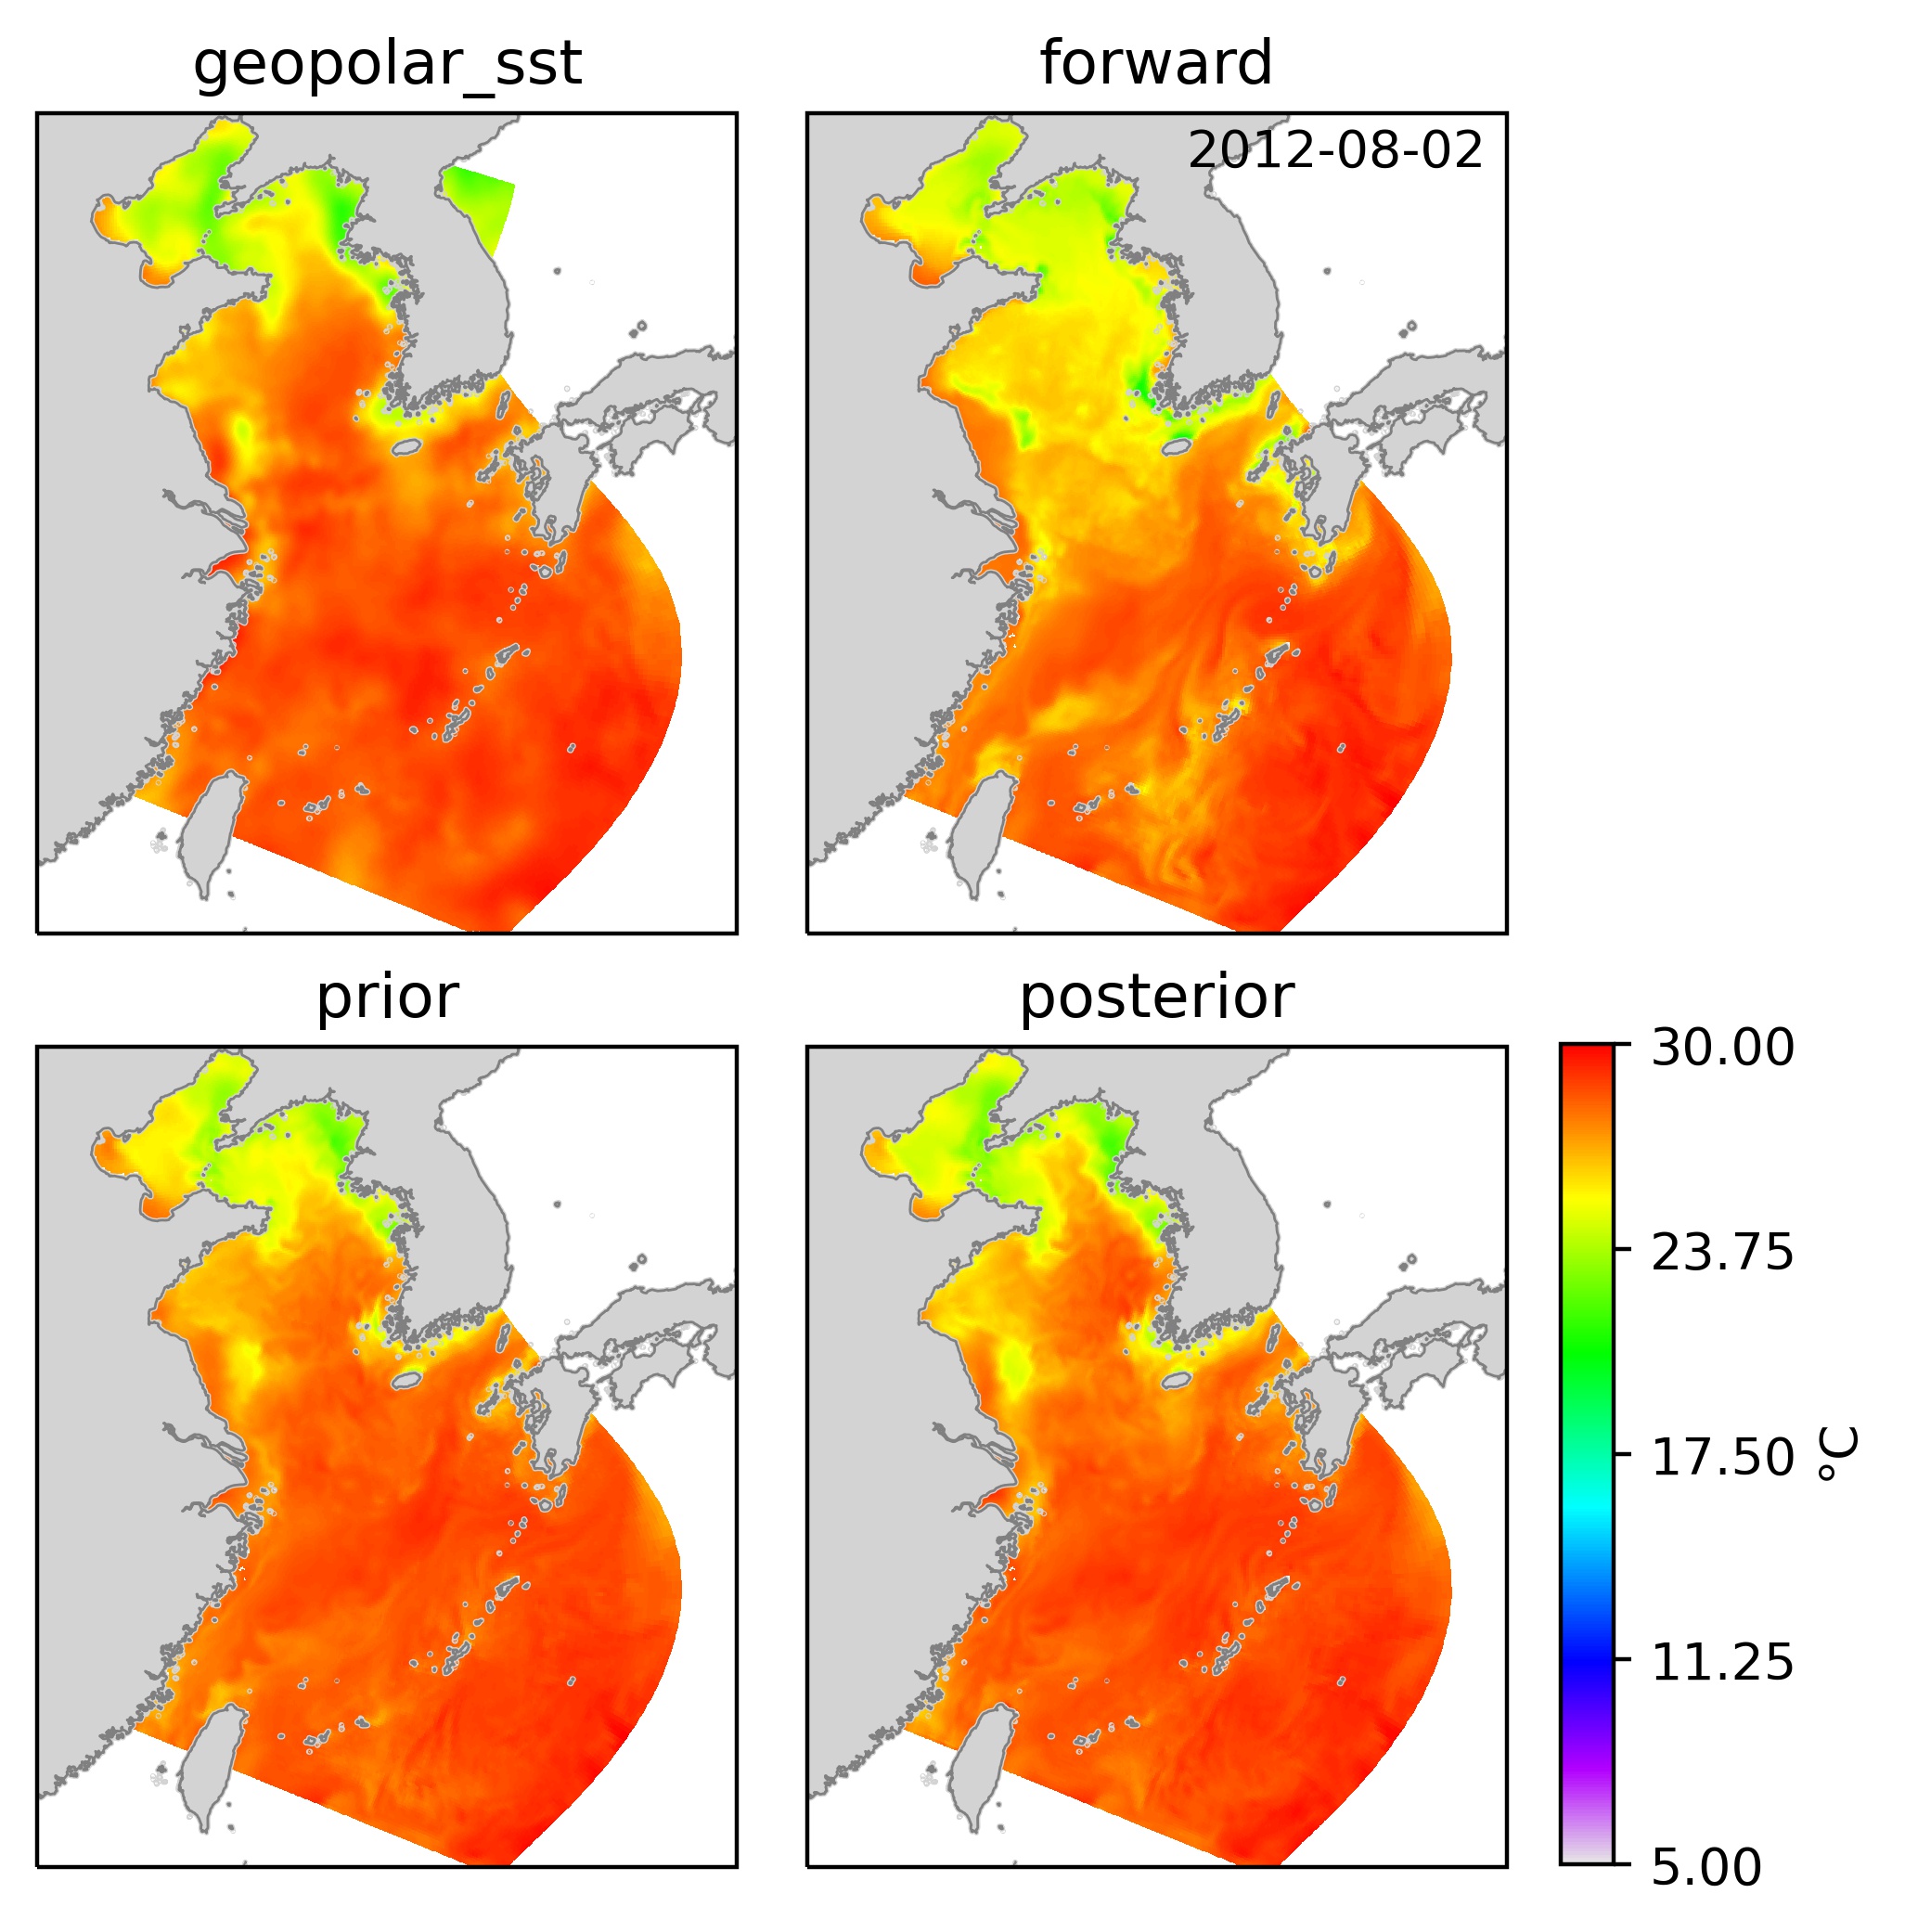 geopolar_sst
forward
2012-08-02
prior
posterior
30.00
23.75
17.50
11.25
5.00
°C